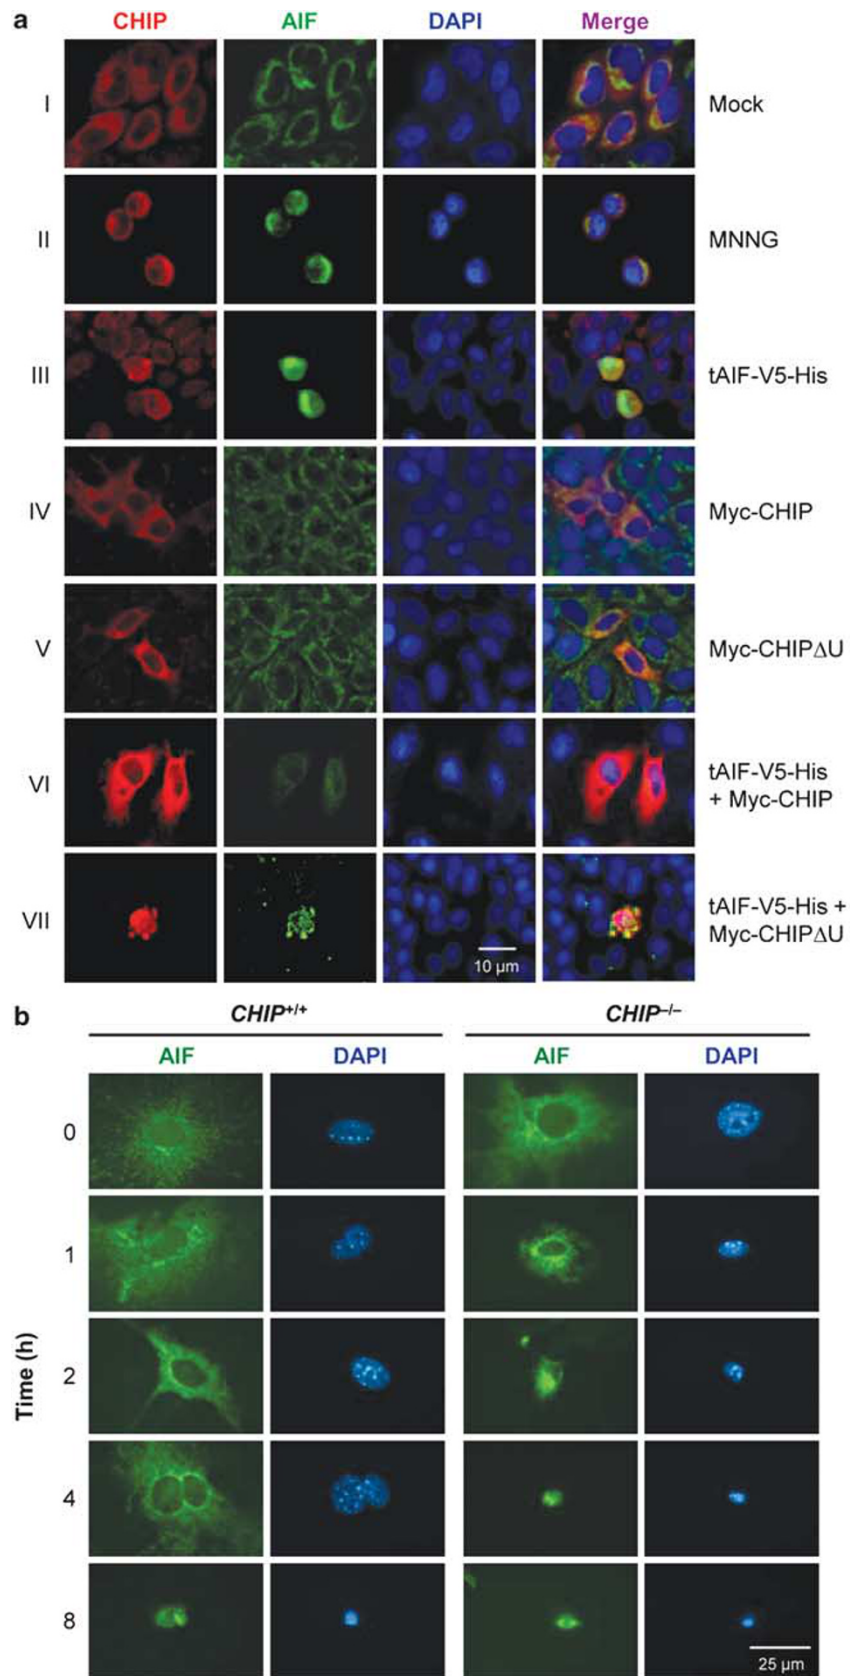 a
CHIP AIF DAPI Merge
I Mock
II MNNG
III tAIF-V5-His
IV Myc-CHIP
V Myc-CHIPΔU
VI tAIF-V5-His
+ Myc-CHIP
VII tAIF-V5-His +
Myc-CHIPΔU
10 µm
b
CHIP+/+ CHIP–/–
AIF DAPI AIF DAPI
Time (h)
0
1
2
4
8
25 µm